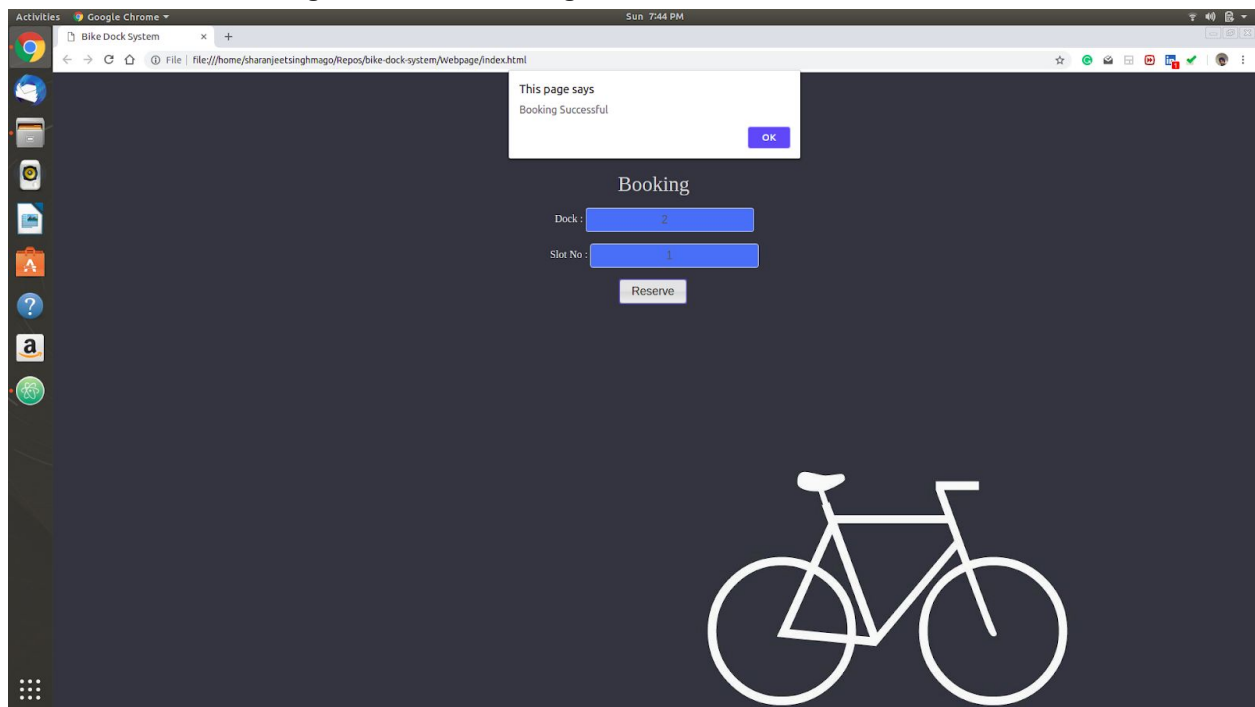 Activities Google Chrome Sun 7:44 PM
Bike Dock System × +
File | file:///home/sharanjeetsinghmago/Repos/bike-dock-system/Webpage/index.html
This page says
Booking Successful
OK
Booking
Dock : 2
Slot No : 1
Reserve
?
a